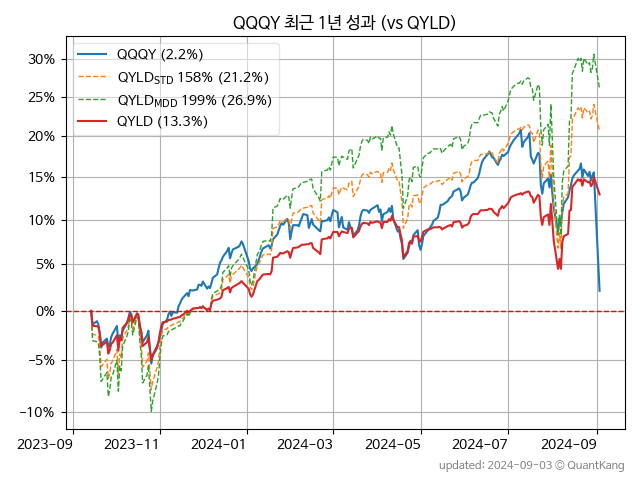 QQQY 최근 1년 성과 (vs QYLD)
QQQY (2.2%)
QYLD_STD 158% (21.2%)
QYLD_MDD 199% (26.9%)
QYLD (13.3%)
30%
25%
20%
15%
10%
5%
0%
−5%
−10%
2023-09
2023-11
2024-01
2024-03
2024-05
2024-07
2024-09
updated: 2024-09-03 © QuantKang